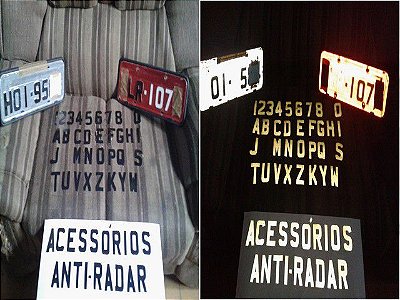 HOI-95
LR-107
12345678 0
ABCDEFGHI
J MNOPQ S
TUVXZKYW
ACESSÓRIOS
ANTI-RADAR
OI 5
107
12345678 0
ABCDEFGHI
J MNOPQ S
TUVXZKYW
ACESSÓRIOS
ANTI-RADAR